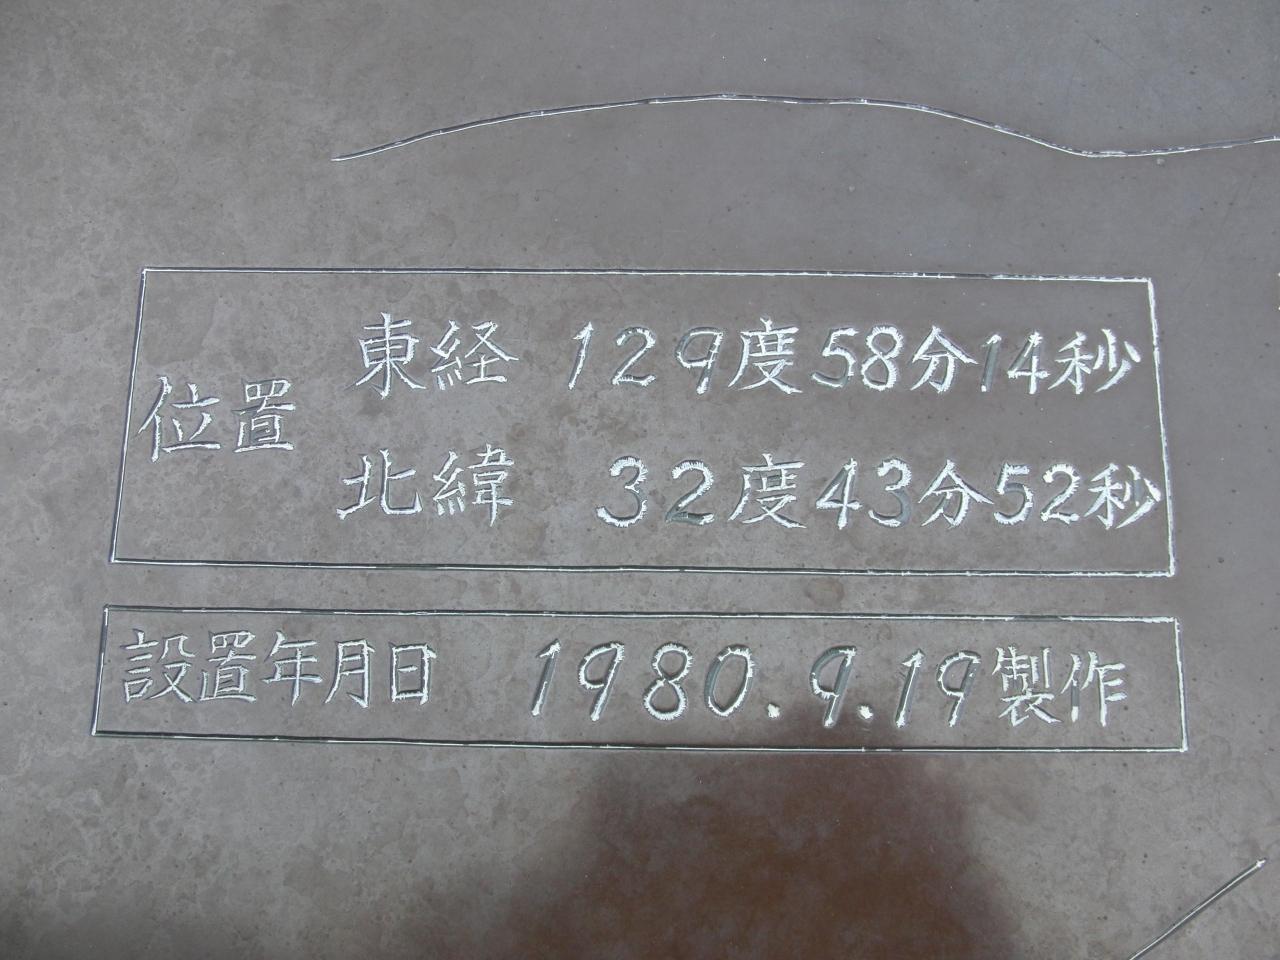 位置
東経 129度58分14秒
北緯 32度43分52秒
設置年月日 1980.9.19製作